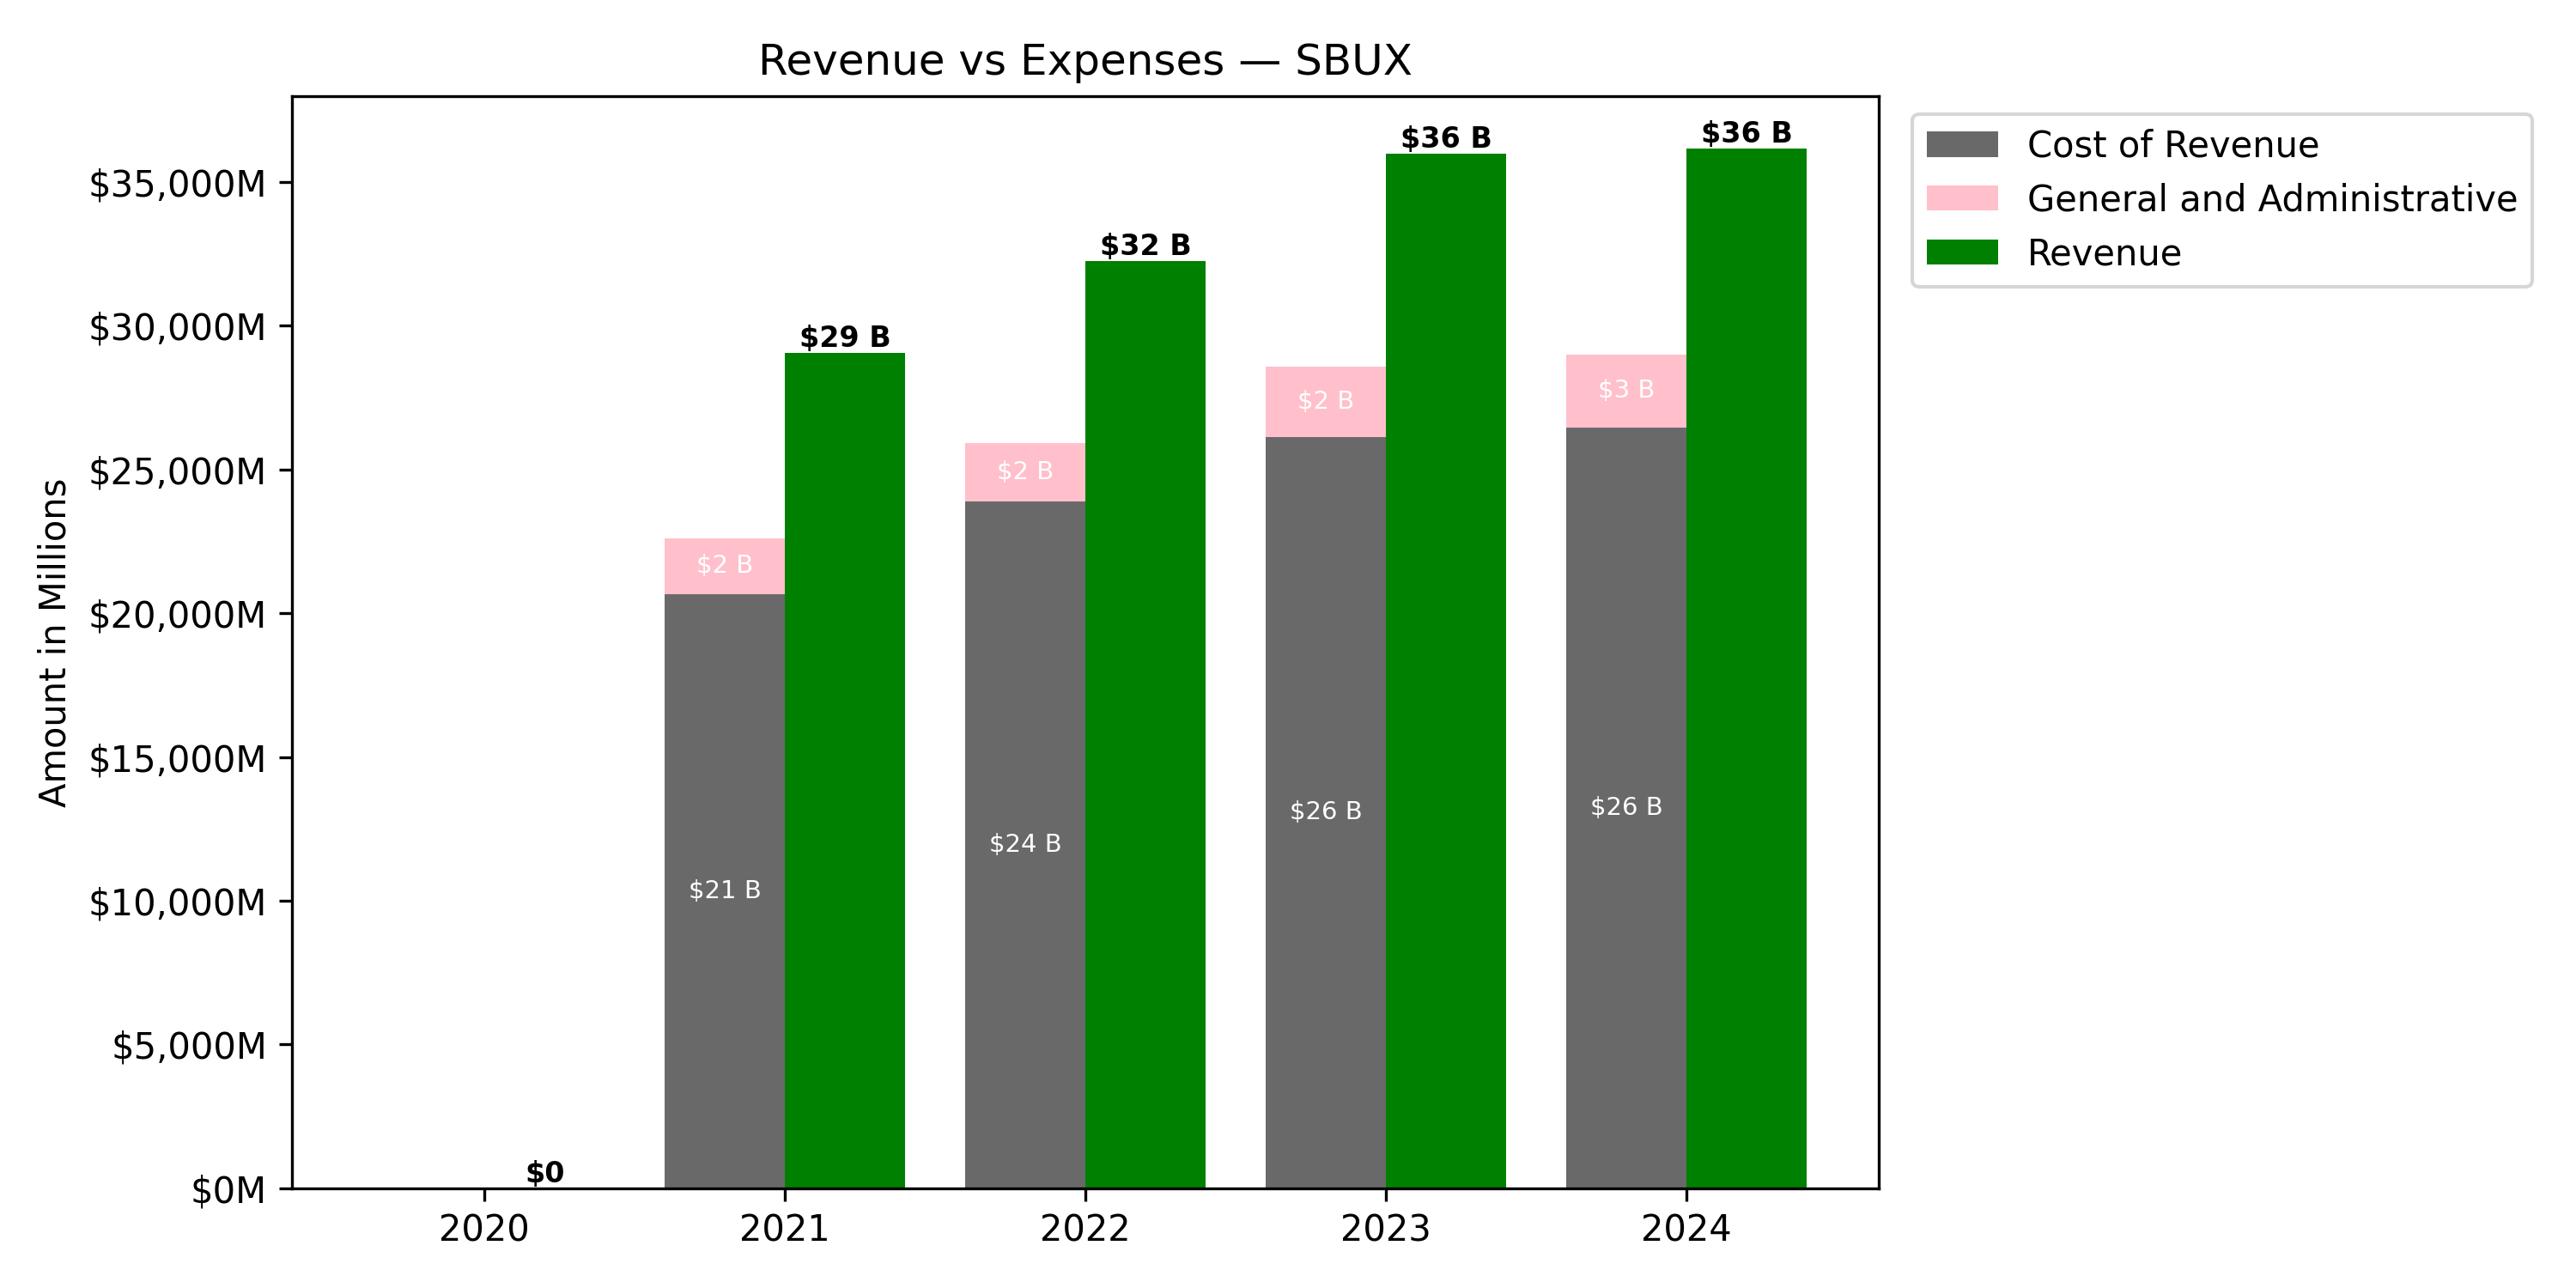 Revenue vs Expenses — SBUX
Cost of Revenue
General and Administrative
Revenue
Amount in Millions
$35,000M
$30,000M
$25,000M
$20,000M
$15,000M
$10,000M
$5,000M
$0M
$0
$2 B
$21 B
$29 B
$2 B
$24 B
$32 B
$2 B
$26 B
$36 B
$3 B
$26 B
$36 B
2020 2021 2022 2023 2024